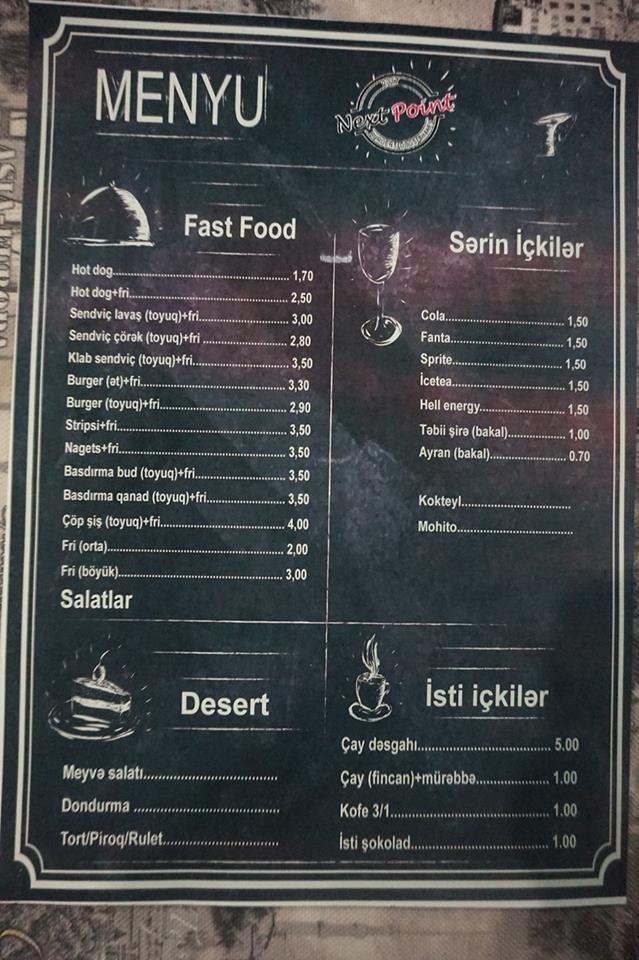 MENYU
Next Point
Fast Food
Hot dog.......... 1,70
Hot dog+fri.......... 2,50
Sendviç lavaş (toyuq)+fri.......... 3,00
Sendviç çörək (toyuq)+fri .......... 2,80
Klab sendviç (toyuq)+fri.......... 3,50
Burger (ət)+fri.......... 3,30
Burger (toyuq)+fri.......... 2,90
Stripsi+fri.......... 3,50
Nagets+fri.......... 3,50
Basdırma bud (toyuq)+fri.......... 3,50
Basdırma qanad (toyuq)+fri.......... 3,50
Çöp şiş (toyuq)+fri.......... 4,00
Fri (orta).......... 2,00
Fri (böyük).......... 3,00
Salatlar
Sərin İçkilər
Cola.......... 1,50
Fanta.......... 1,50
Sprite.......... 1,50
İcetea.......... 1,50
Hell energy.......... 1,50
Təbii şirə (bakal).......... 1,00
Ayran (bakal).......... 0.70
Kokteyl..........
Mohito..........
Desert
Meyvə salatı..........
Dondurma ..........
Tort/Piroq/Rulet..........
İsti içkilər
Çay dəsgahı.......... 5.00
Çay (fincan)+mürəbbə.......... 1.00
Kofe 3/1.......... 1.00
İsti şokolad.......... 1.00